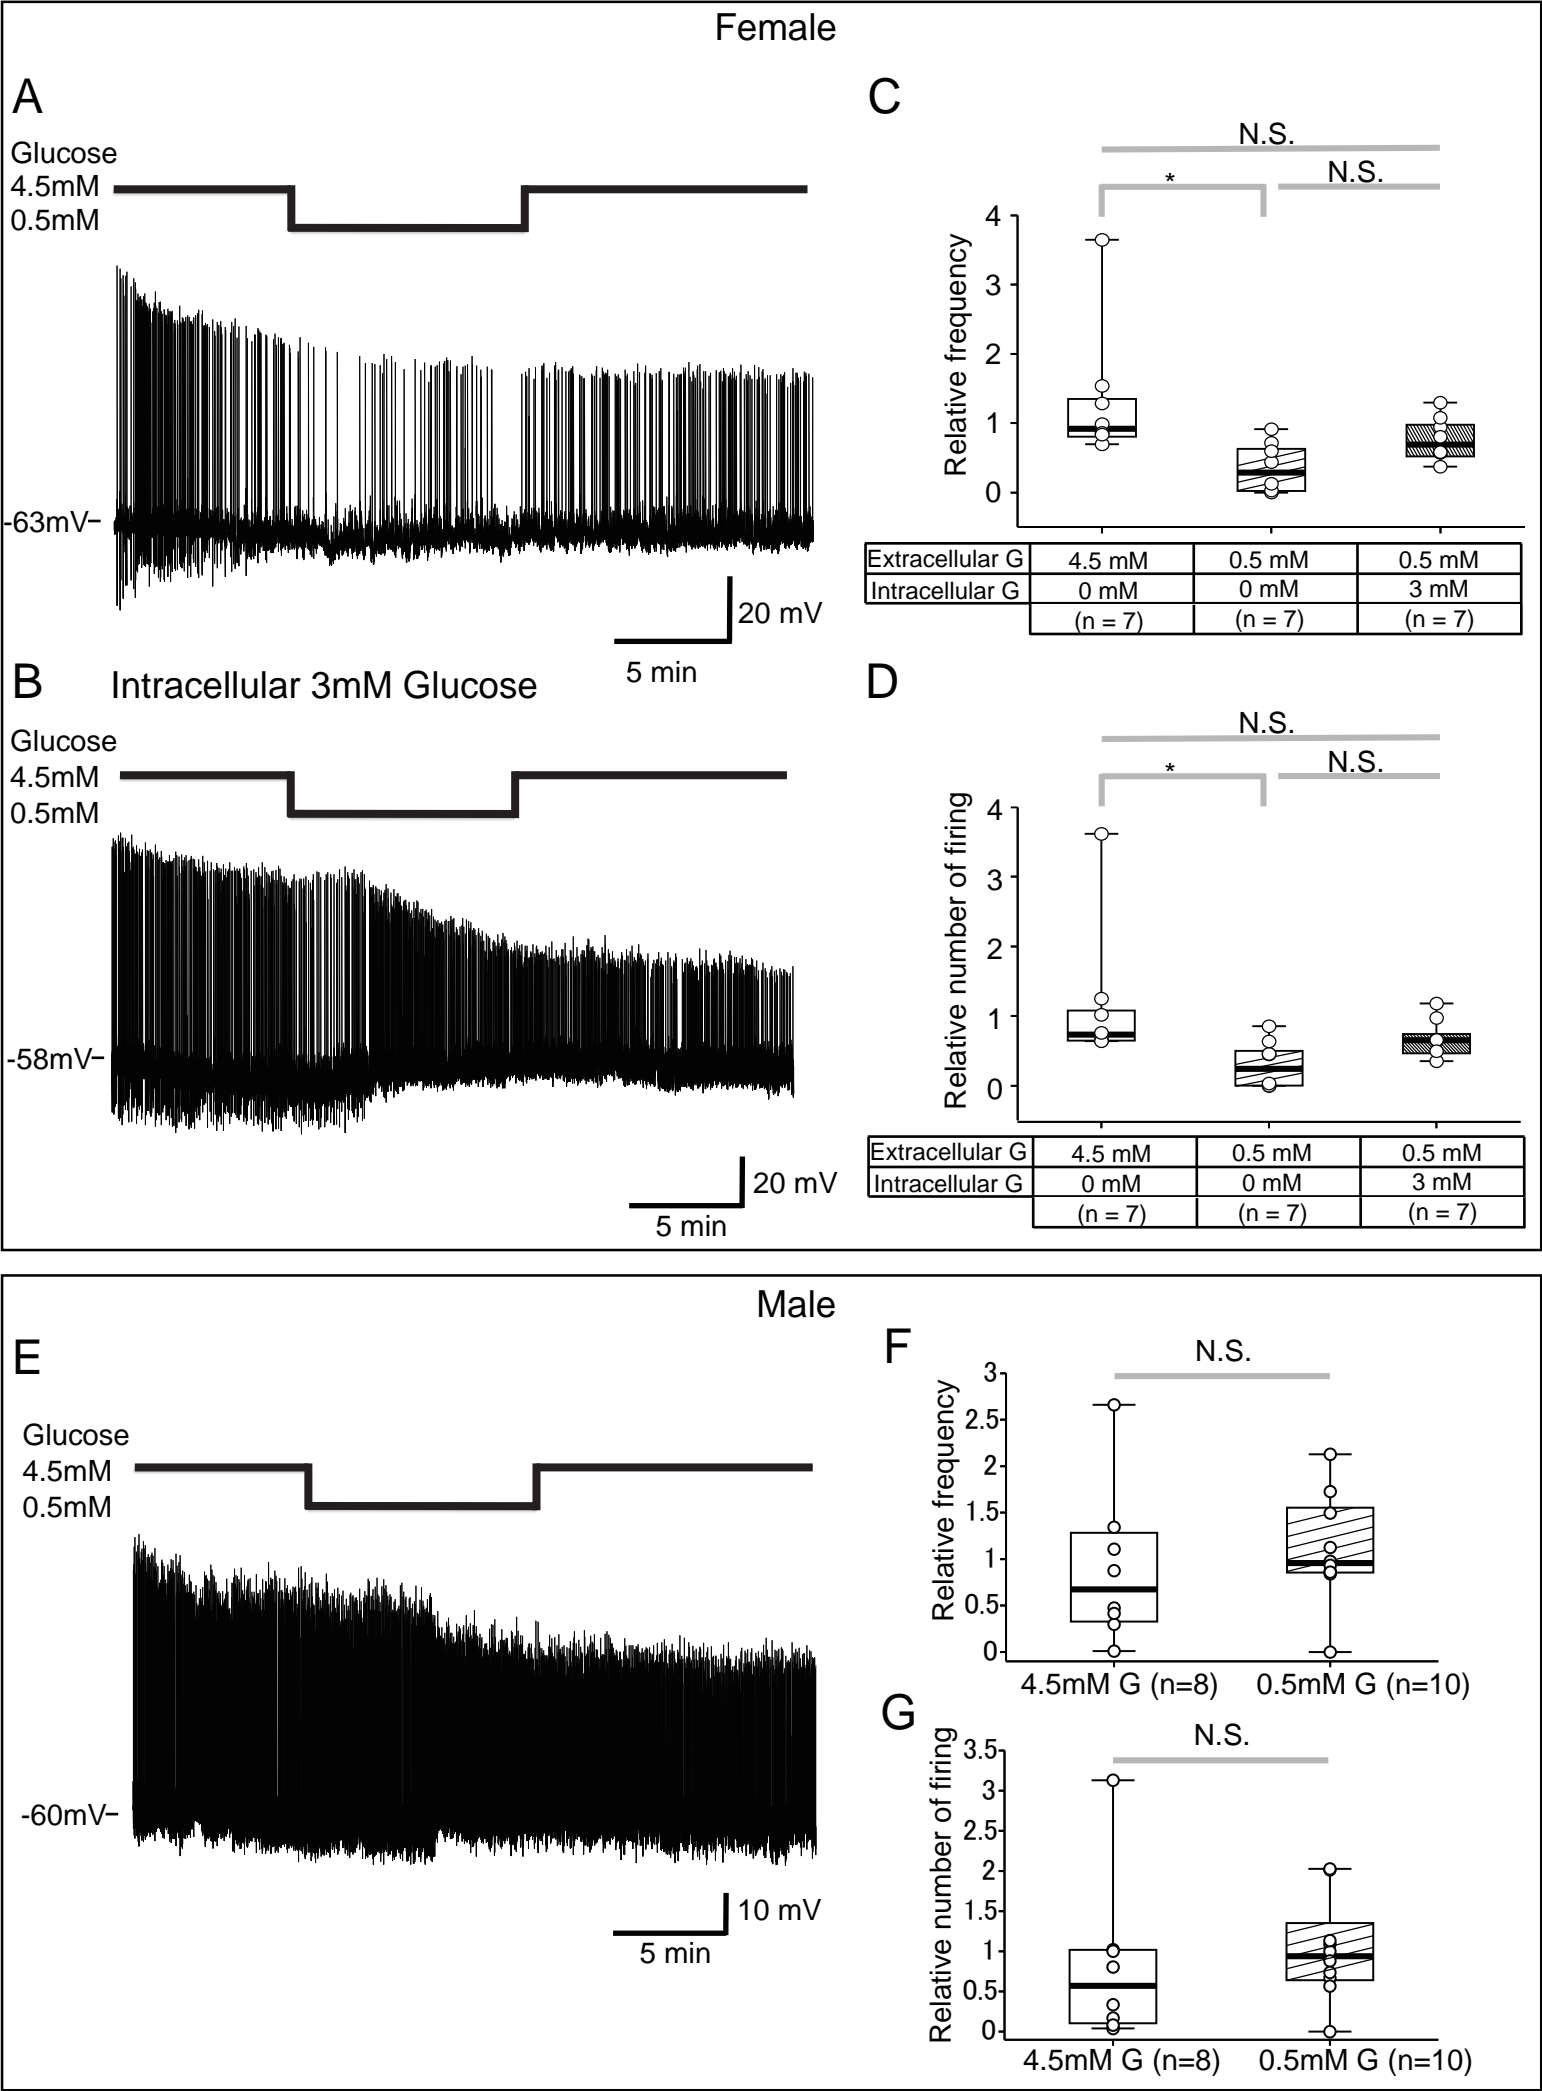 Female
A
Glucose
4.5mM
0.5mM
-63mV
20 mV
5 min
B Intracellular 3mM Glucose
Glucose
4.5mM
0.5mM
-58mV
20 mV
5 min
C
N.S.
* N.S.
Relative frequency
4
3
2
1
0
Extracellular G 4.5 mM 0.5 mM 0.5 mM
Intracellular G 0 mM 0 mM 3 mM
(n = 7) (n = 7) (n = 7)
D
N.S.
* N.S.
Relative number of firing
4
3
2
1
0
Extracellular G 4.5 mM 0.5 mM 0.5 mM
Intracellular G 0 mM 0 mM 3 mM
(n = 7) (n = 7) (n = 7)
Male
E
Glucose
4.5mM
0.5mM
-60mV
10 mV
5 min
F
N.S.
Relative frequency
3
2.5
2
1.5
1
0.5
0
4.5mM G (n=8) 0.5mM G (n=10)
G
N.S.
Relative number of firing
3.5
3
2.5
2
1.5
1
0.5
0
4.5mM G (n=8) 0.5mM G (n=10)